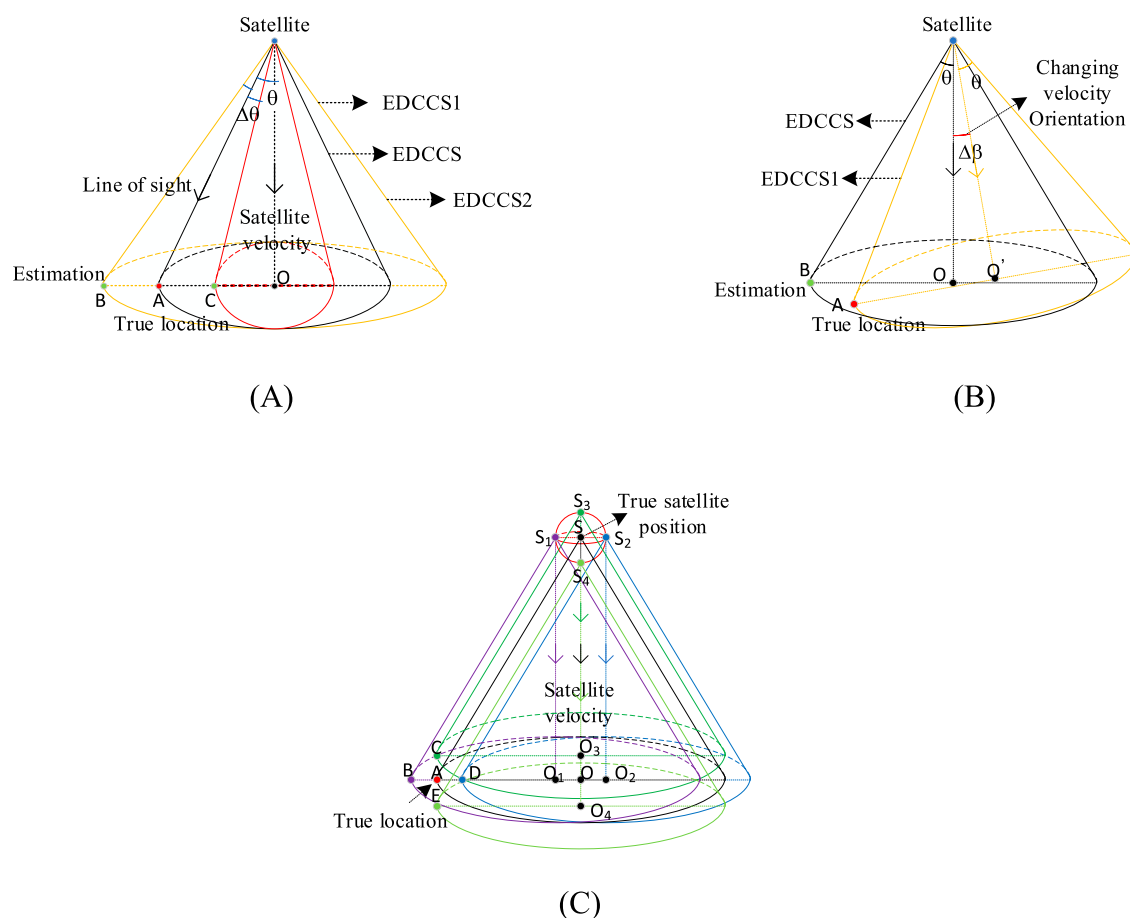 Satellite
θ
Δθ
EDCCS1
EDCCS
EDCCS2
Line of sight
Satellite
velocity
Estimation
B
A
C
O
True location
(A)
Satellite
θ
θ
Changing
velocity
Orientation
EDCCS
EDCCS1
Δβ
B
O
O'
Estimation
A
True location
(B)
S3
S
S1
S2
S4
True satellite
position
Satellite
velocity
C
O3
B
A
D
O1
O
O2
E
O4
True location
(C)